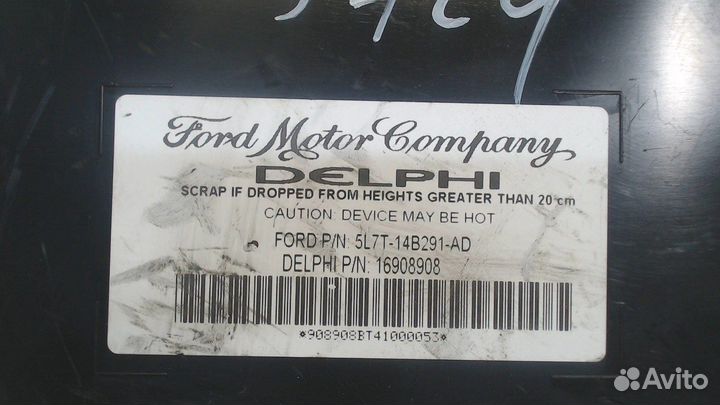 Ford Motor Company
DELPHI
SCRAP IF DROPPED FROM HEIGHTS GREATER THAN 20 cm
CAUTION: DEVICE MAY BE HOT
FORD P/N: 5L7T-14B291-AD
DELPHI P/N: 16908908
*908908BT41000053*
Avito